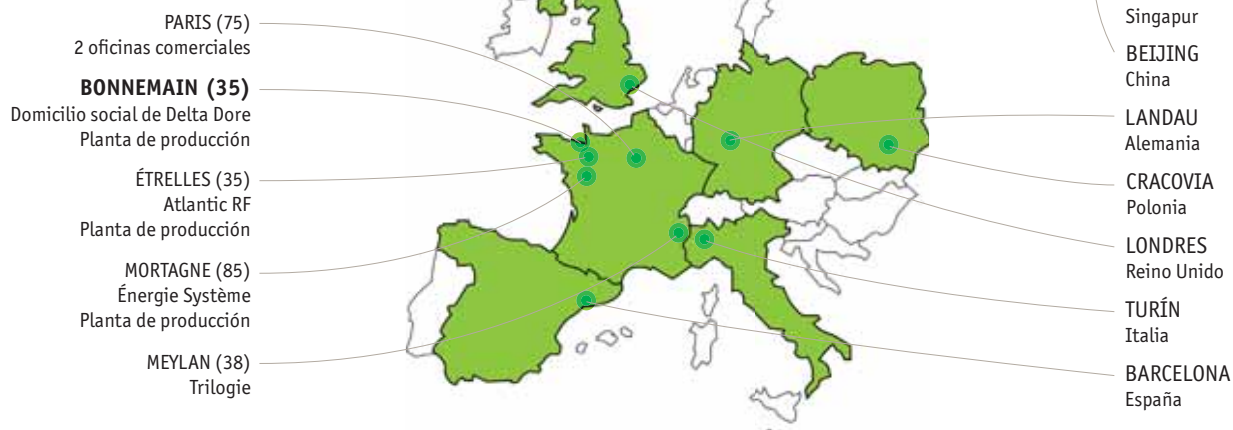 PARIS (75)
2 oficinas comerciales
BONNEMAIN (35)
Domicilio social de Delta Dore
Planta de producción
ÉTRELLES (35)
Atlantic RF
Planta de producción
MORTAGNE (85)
Énergie Système
Planta de producción
MEYLAN (38)
Trilogie
Singapur
BEIJING
China
LANDAU
Alemania
CRACOVIA
Polonia
LONDRES
Reino Unido
TURÍN
Italia
BARCELONA
España